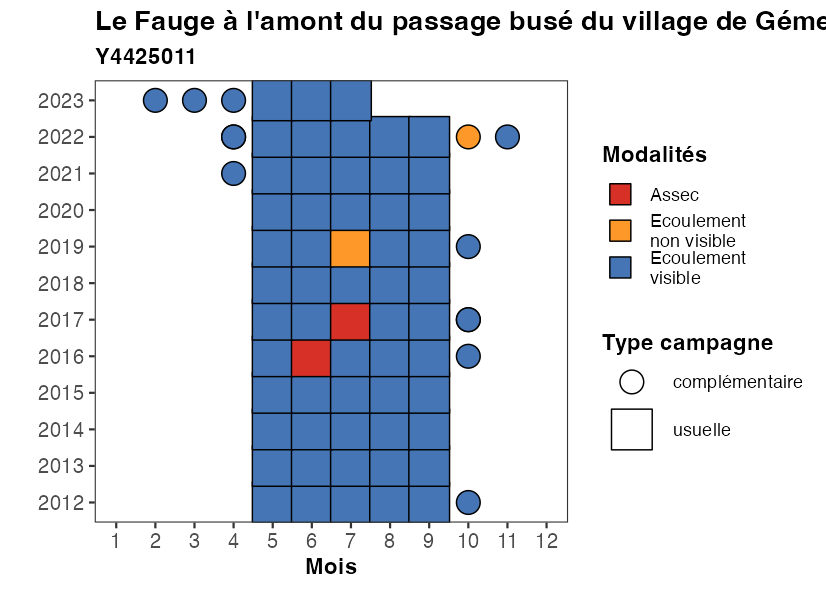 Le Fauge à l'amont du passage busé du village de Géme
Y4425011
2023
2022
2021
2020
2019
2018
2017
2016
2015
2014
2013
2012
1 2 3 4 5 6 7 8 9 10 11 12
Mois
Modalités
Assec
Ecoulement
non visible
Ecoulement
visible
Type campagne
complémentaire
usuelle